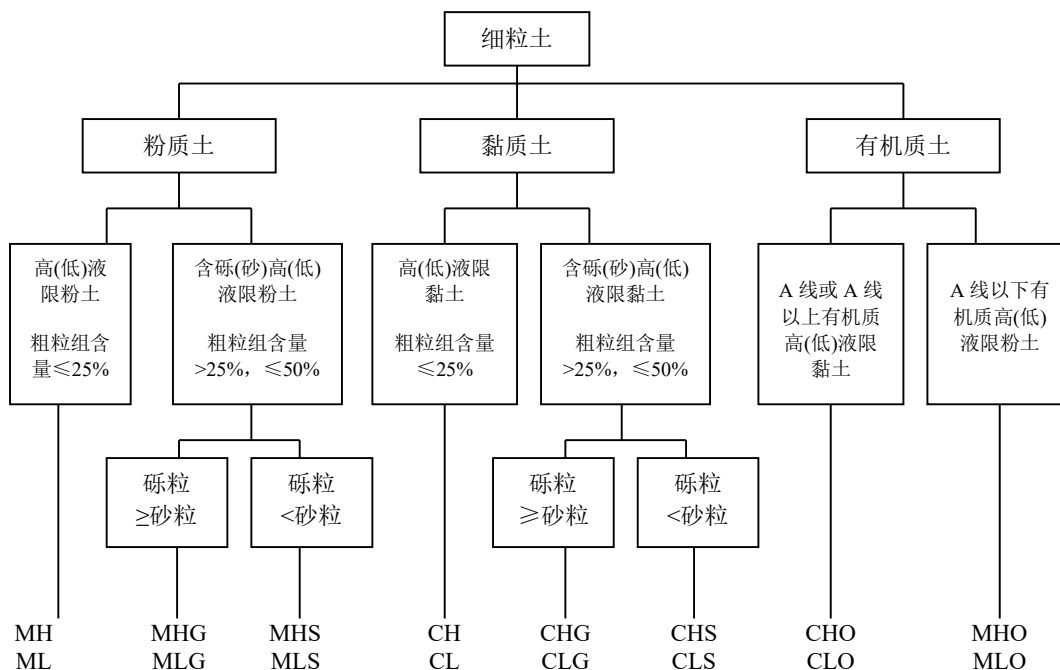 细粒土
粉质土
黏质土
有机质土
高(低)液
限粉土
粗粒组含
量≤25%
含砾(砂)高(低)
液限粉土
粗粒组含量
>25%，≤50%
高(低)液限
黏土
粗粒组含量
≤25%
含砾(砂)高(低)
液限黏土
粗粒组含量
>25%，≤50%
A 线或 A 线
以上有机质
高(低)液限
黏土
A 线以下有
机质高(低)
液限粉土
砾粒
≥砂粒
砾粒
<砂粒
砾粒
≥砂粒
砾粒
<砂粒
MH
ML
MHG
MLG
MHS
MLS
CH
CL
CHG
CLG
CHS
CLS
CHO
CLO
MHO
MLO